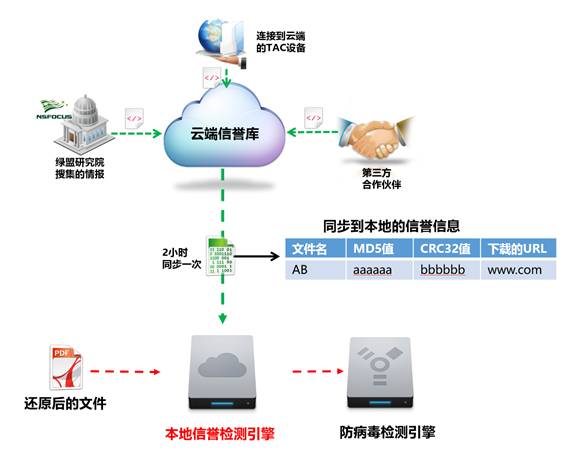 连接到云端
的TAC设备
</>
</>
</>
NSFOCUS
云端信誉库
绿盟研究院
搜集的情报
第三方
合作伙伴
同步到本地的信誉信息
2小时
同步一次
文件名 MD5值 CRC32值 下载的URL
AB aaaaaa bbbbbb www.com
PDF
还原后的文件
本地信誉检测引擎
防病毒检测引擎